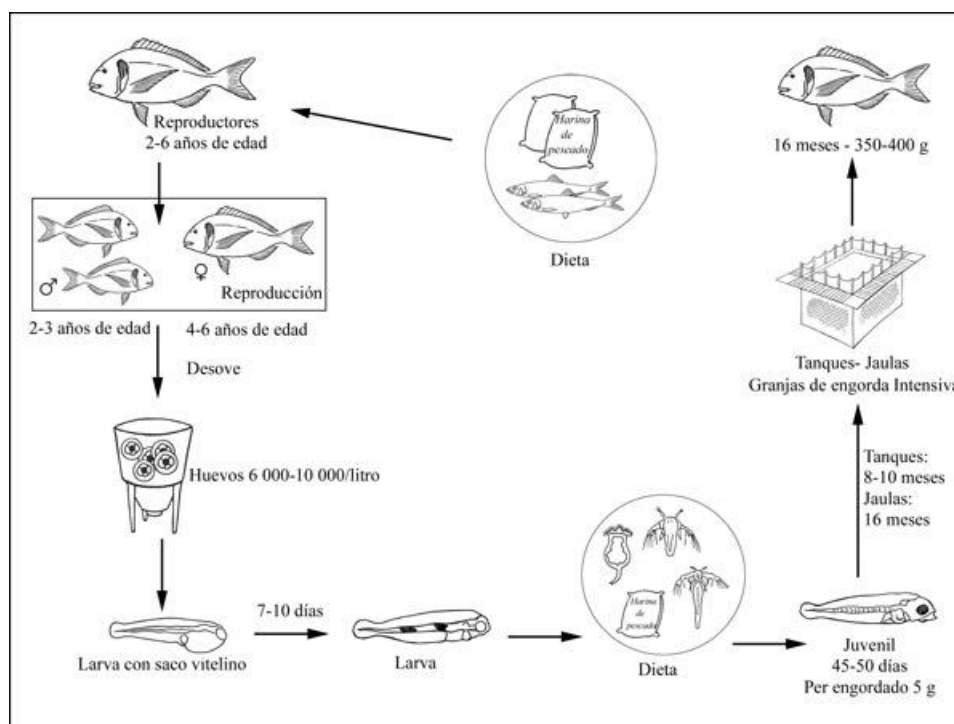 Reproductores
2-6 años de edad
♂
♀
Reproducción
2-3 años de edad
4-6 años de edad
Desove
Huevos 6 000-10 000/litro
Larva con saco vitelino
7-10 días
Larva
Harina
de
pescado
Dieta
Harina
de
pescado
Dieta
Juvenil
45-50 días
Per engordado 5 g
Tanques:
8-10 meses
Jaulas:
16 meses
Tanques- Jaulas
Granjas de engorda Intensiva
16 meses - 350-400 g